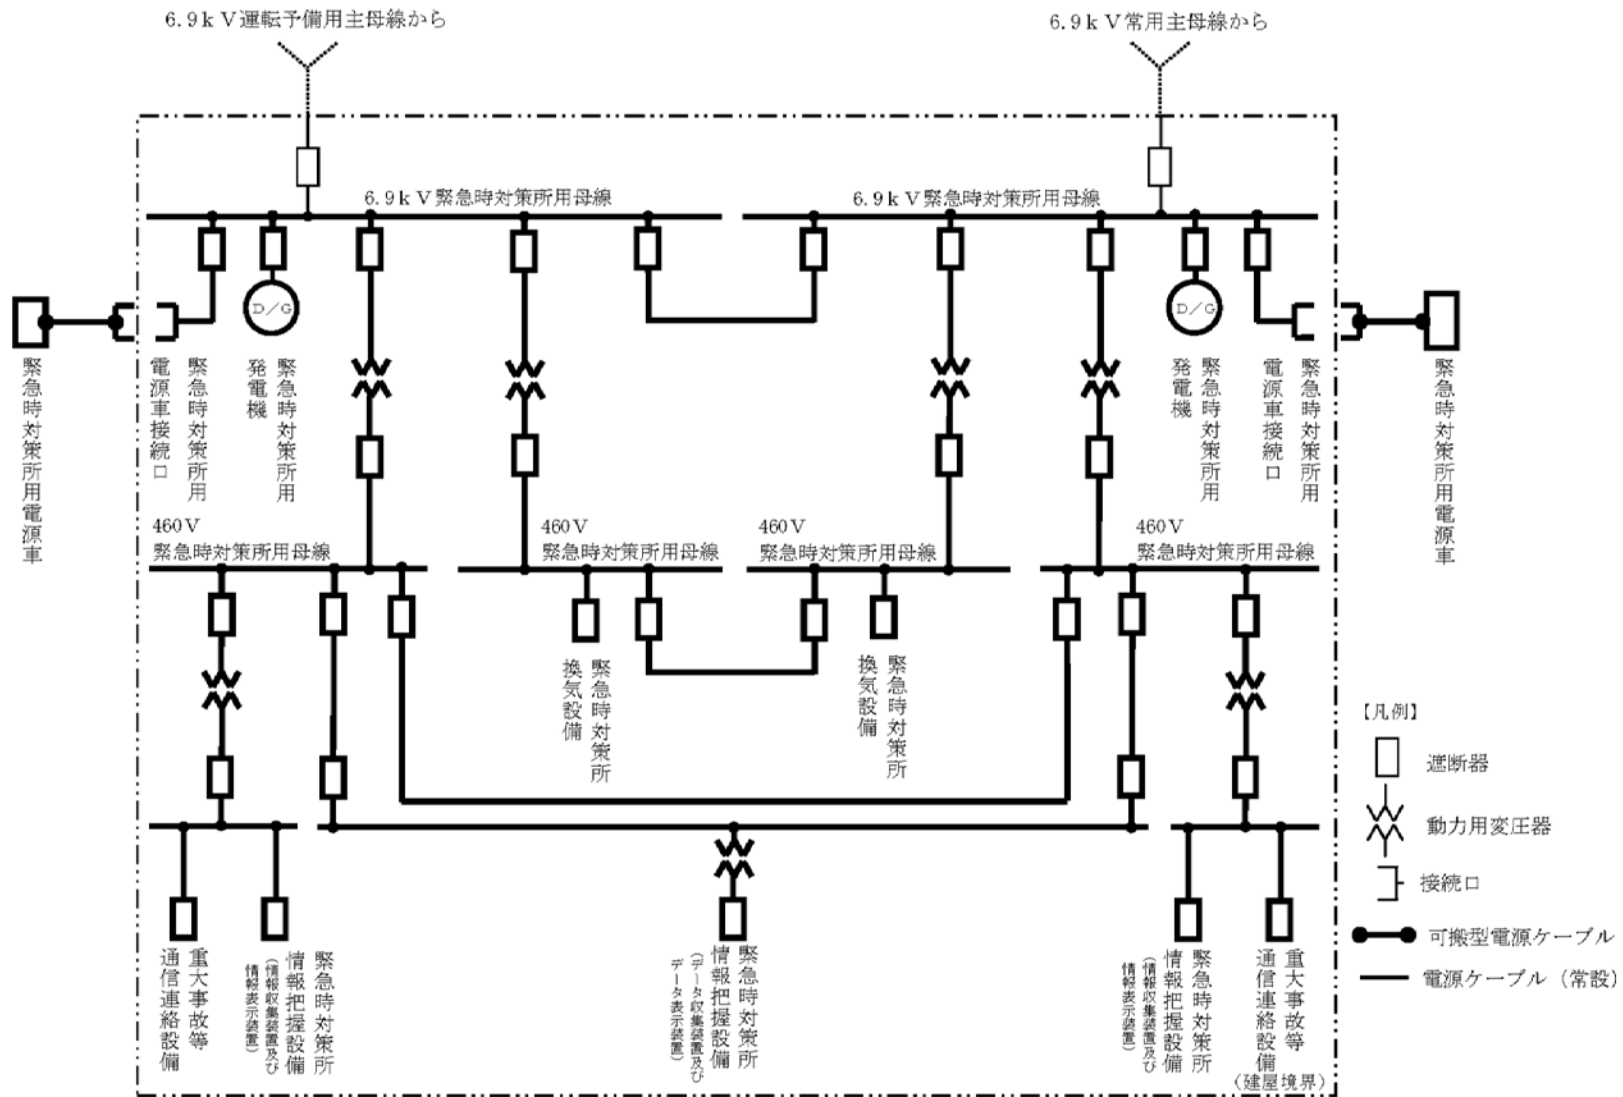 6.9ｋＶ運転予備用主母線から
6.9ｋＶ常用主母線から
6.9ｋＶ緊急時対策所用母線
6.9ｋＶ緊急時対策所用母線
D／G
D／G
緊急時対策所用電源車
緊急時対策所用
電源車接続口
緊急時対策所用
発電機
緊急時対策所用
発電機
緊急時対策所用
電源車接続口
緊急時対策所用電源車
460Ｖ
緊急時対策所用母線
460Ｖ
緊急時対策所用母線
460Ｖ
緊急時対策所用母線
460Ｖ
緊急時対策所用母線
緊急時対策所
換気設備
緊急時対策所
換気設備
【凡例】
遮断器
動力用変圧器
接続口
可搬型電源ケーブル
電源ケーブル（常設）
重大事故等
通信連絡設備
緊急時対策所
情報把握設備
（情報収集装置及び
情報表示装置）
緊急時対策所
情報把握設備
（データ収集装置及び
データ表示装置）
緊急時対策所
情報把握設備
（情報収集装置及び
情報表示装置）
重大事故等
通信連絡設備
（建屋境界）